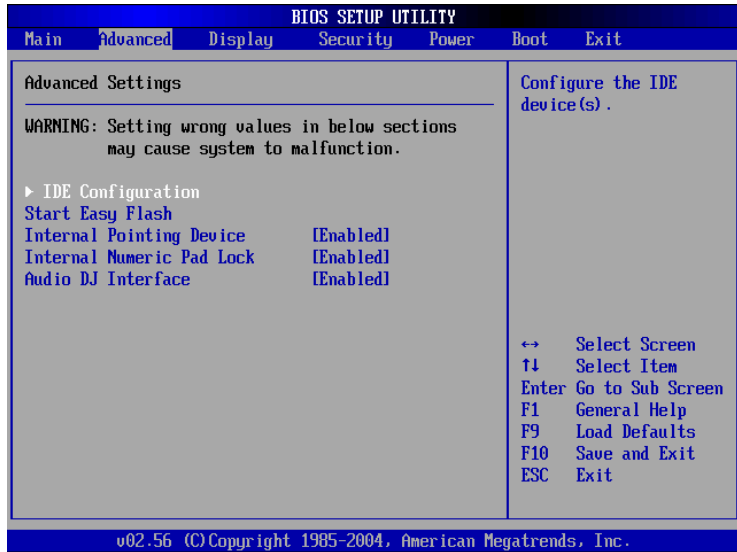 BIOS SETUP UTILITY
Main Advanced Display Security Power Boot Exit
Advanced Settings
WARNING: Setting wrong values in below sections
may cause system to malfunction.
▶ IDE Configuration
Start Easy Flash
Internal Pointing Device [Enabled]
Internal Numeric Pad Lock [Enabled]
Audio DJ Interface [Enabled]
Configure the IDE
device(s).
↔ Select Screen
↑↓ Select Item
Enter Go to Sub Screen
F1 General Help
F9 Load Defaults
F10 Save and Exit
ESC Exit
v02.56 (C)Copyright 1985-2004, American Megatrends, Inc.